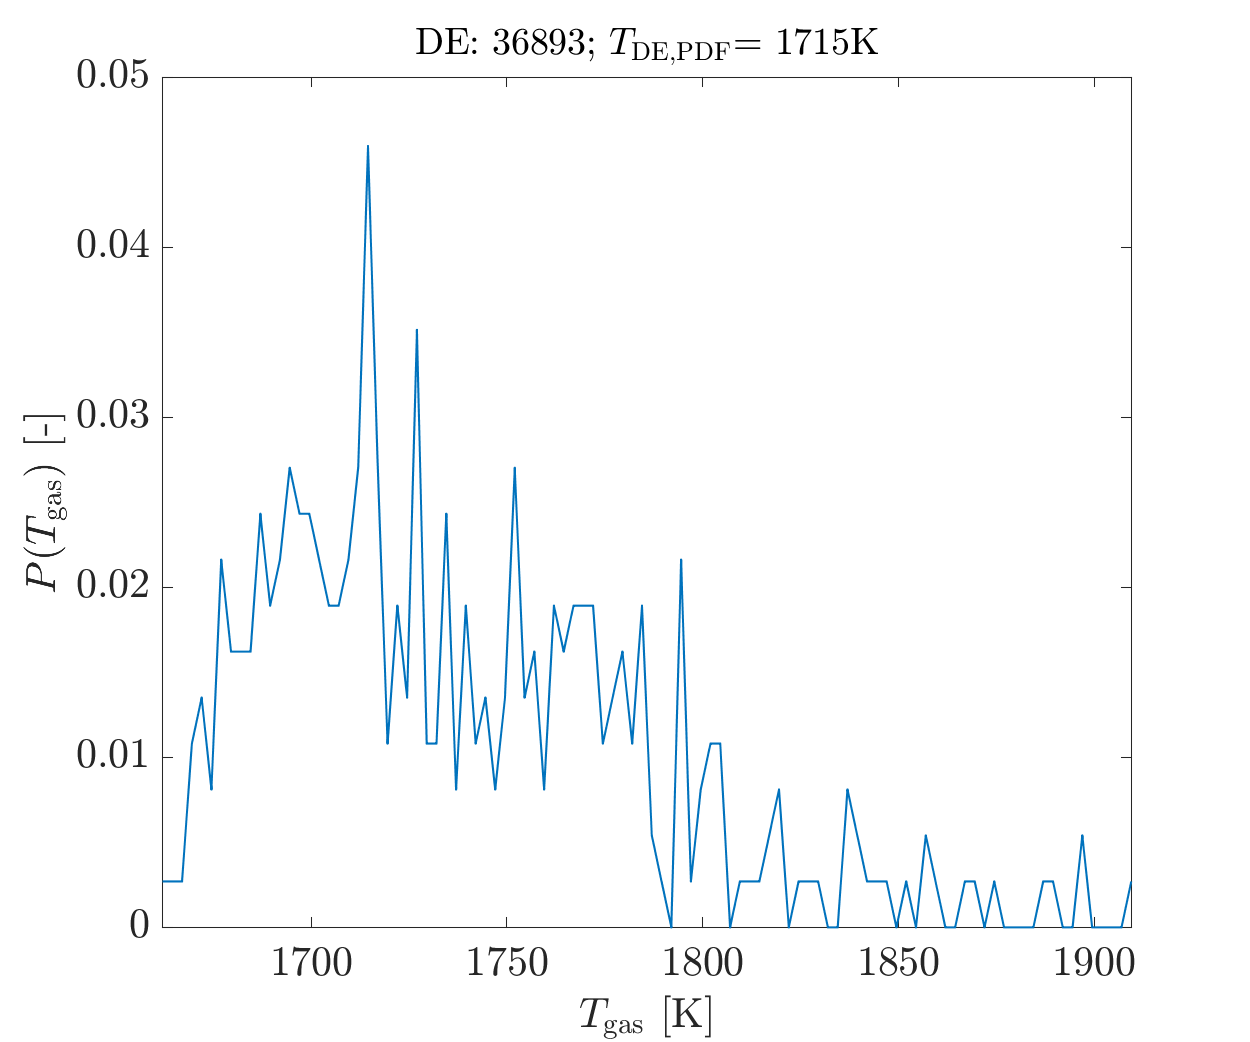 DE: 36893; T_DE,PDF= 1715K
0.05
0.04
0.03
0.02
0.01
0
P(T_gas) [-]
1700 1750 1800 1850 1900
T_gas [K]